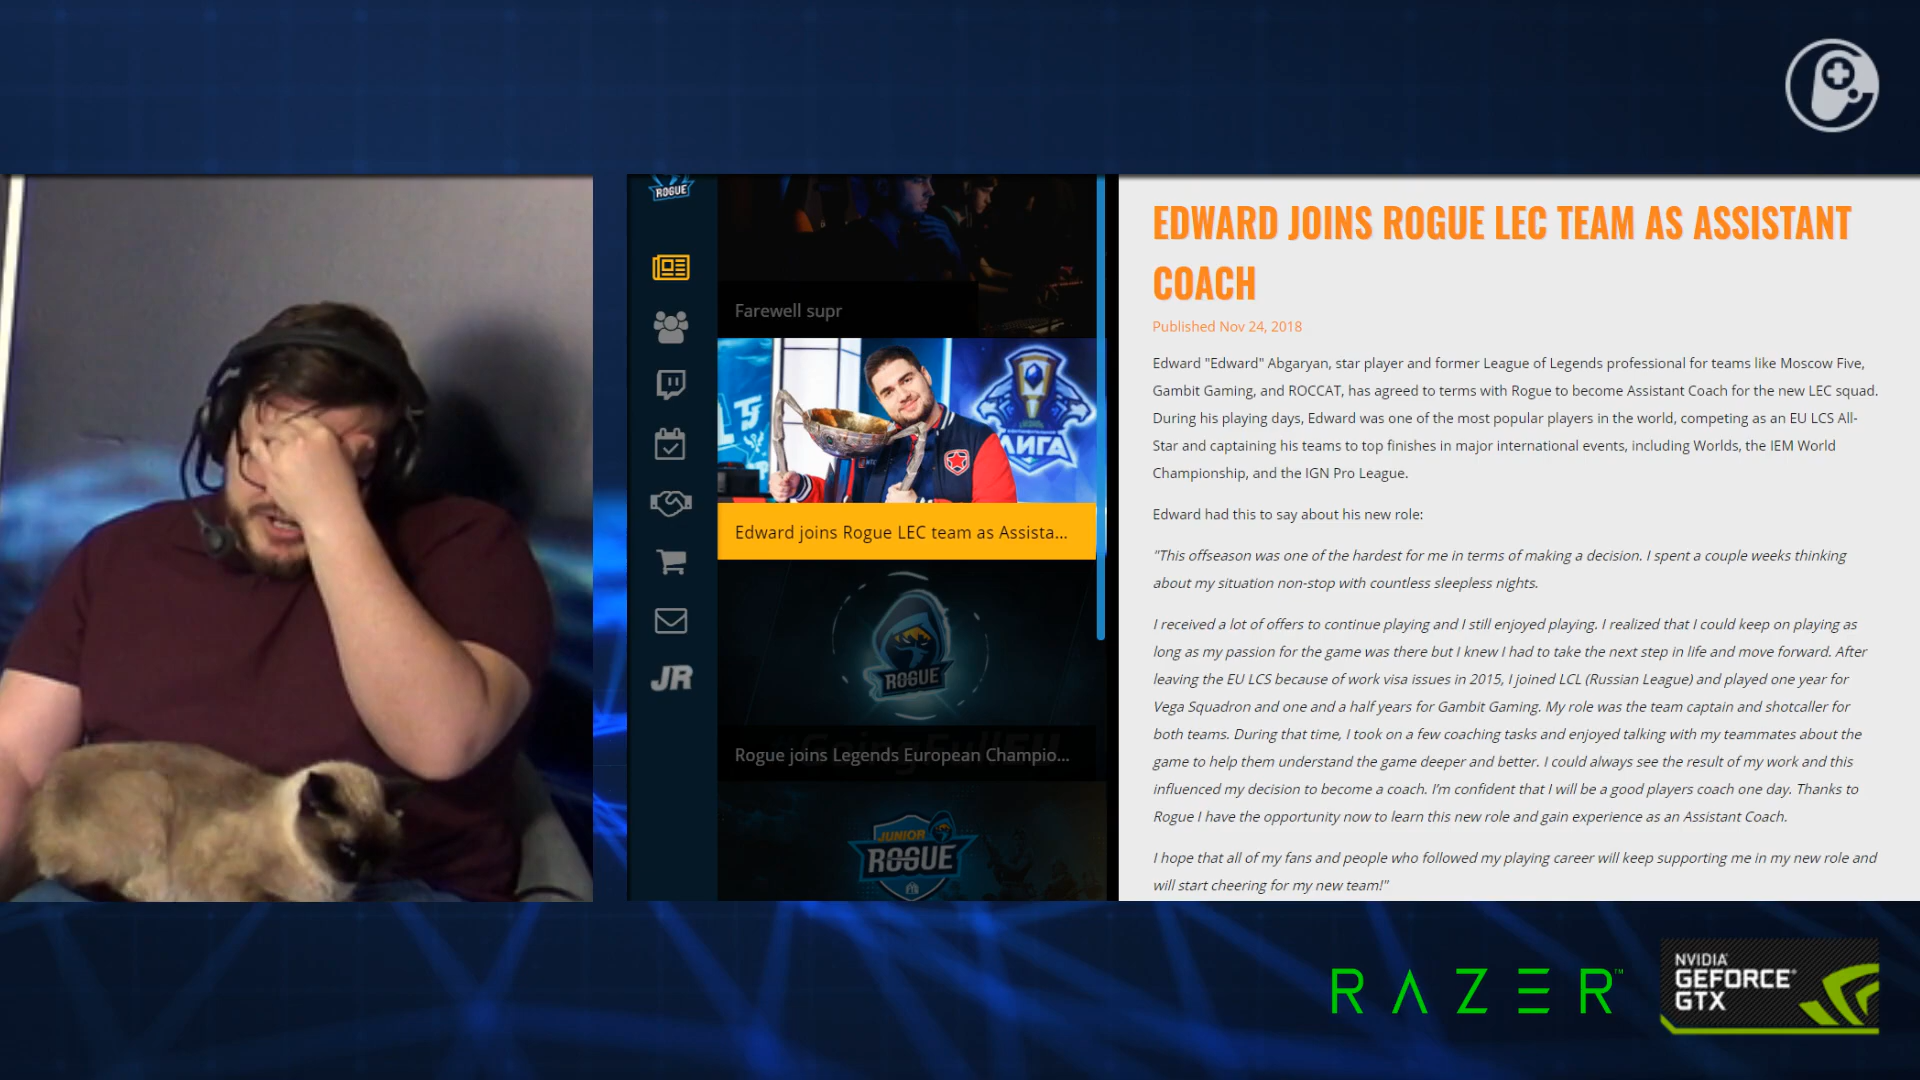 ROGUE
Farewell supr
ЛИГА
Edward joins Rogue LEC team as Assista...
ROGUE
Rogue joins Legends European Champio...
JUNIOR
ROGUE
JR
EDWARD JOINS ROGUE LEC TEAM AS ASSISTANT
COACH
Published Nov 24, 2018
Edward "Edward" Abgaryan, star player and former League of Legends professional for teams like Moscow Five,
Gambit Gaming, and ROCCAT, has agreed to terms with Rogue to become Assistant Coach for the new LEC squad.
During his playing days, Edward was one of the most popular players in the world, competing as an EU LCS All-
Star and captaining his teams to top finishes in major international events, including Worlds, the IEM World
Championship, and the IGN Pro League.
Edward had this to say about his new role:
"This offseason was one of the hardest for me in terms of making a decision. I spent a couple weeks thinking
about my situation non-stop with countless sleepless nights.
I received a lot of offers to continue playing and I still enjoyed playing. I realized that I could keep on playing as
long as my passion for the game was there but I knew I had to take the next step in life and move forward. After
leaving the EU LCS because of work visa issues in 2015, I joined LCL (Russian League) and played one year for
Vega Squadron and one and a half years for Gambit Gaming. My role was the team captain and shotcaller for
both teams. During that time, I took on a few coaching tasks and enjoyed talking with my teammates about the
game to help them understand the game deeper and better. I could always see the result of my work and this
influenced my decision to become a coach. I'm confident that I will be a good players coach one day. Thanks to
Rogue I have the opportunity now to learn this new role and gain experience as an Assistant Coach.
I hope that all of my fans and people who followed my playing career will keep supporting me in my new role and
will start cheering for my new team!"
RAZER™
NVIDIA
GEFORCE®
GTX